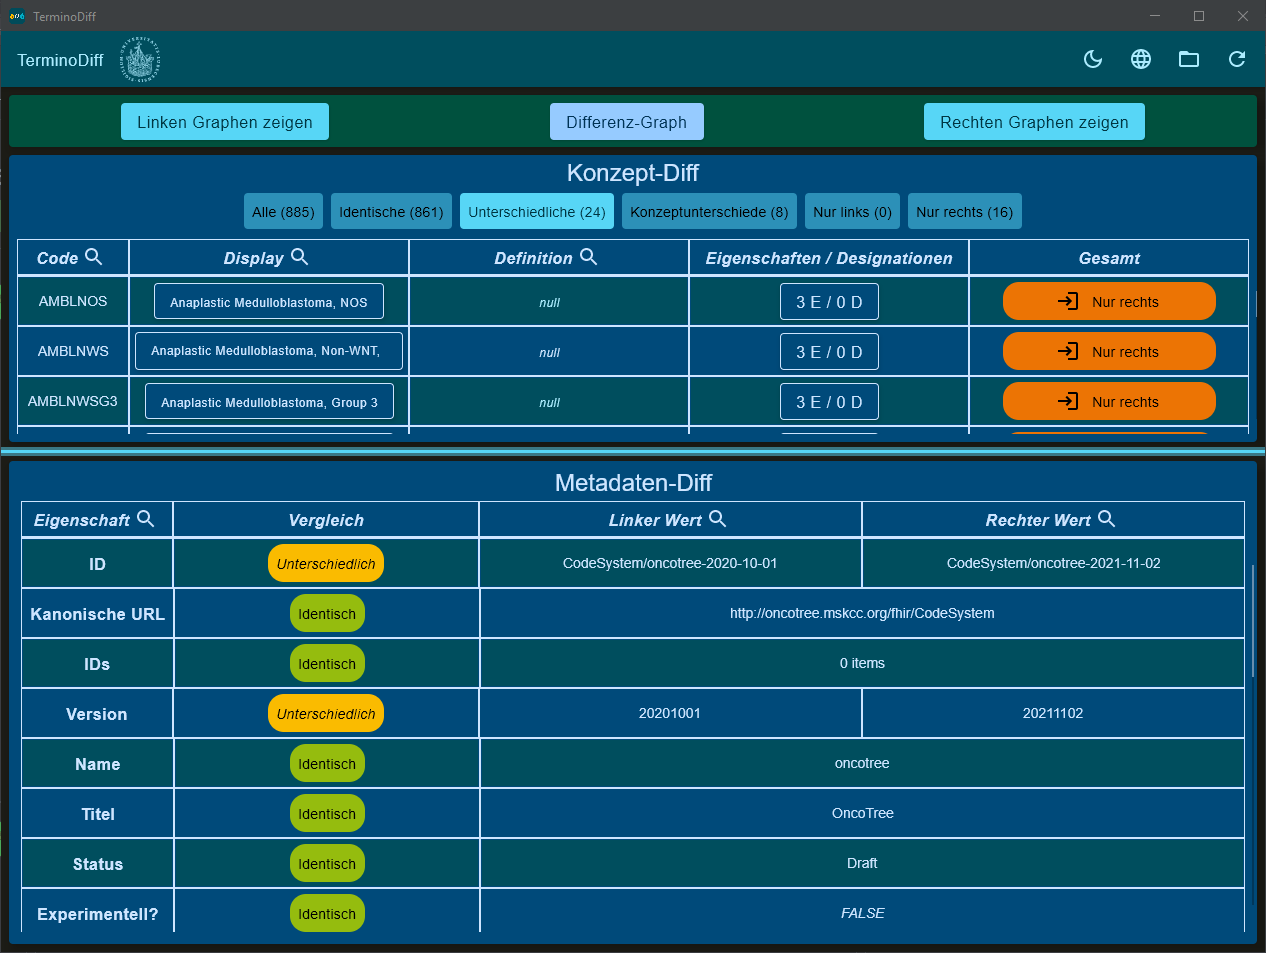 TerminoDiff
TerminoDiff
Linken Graphen zeigen
Differenz-Graph
Rechten Graphen zeigen
Konzept-Diff
Alle (885)
Identische (861)
Unterschiedliche (24)
Konzeptunterschiede (8)
Nur links (0)
Nur rechts (16)
Code Display Definition Eigenschaften / Designationen Gesamt
AMBLNOS Anaplastic Medulloblastoma, NOS null 3 E / 0 D Nur rechts
AMBLNWS Anaplastic Medulloblastoma, Non-WNT, null 3 E / 0 D Nur rechts
AMBLNWSG3 Anaplastic Medulloblastoma, Group 3 null 3 E / 0 D Nur rechts
Metadaten-Diff
Eigenschaft Vergleich Linker Wert Rechter Wert
ID Unterschiedlich CodeSystem/oncotree-2020-10-01 CodeSystem/oncotree-2021-11-02
Kanonische URL Identisch http://oncotree.mskcc.org/fhir/CodeSystem
IDs Identisch 0 items
Version Unterschiedlich 20201001 20211102
Name Identisch oncotree
Titel Identisch OncoTree
Status Identisch Draft
Experimentell? Identisch FALSE